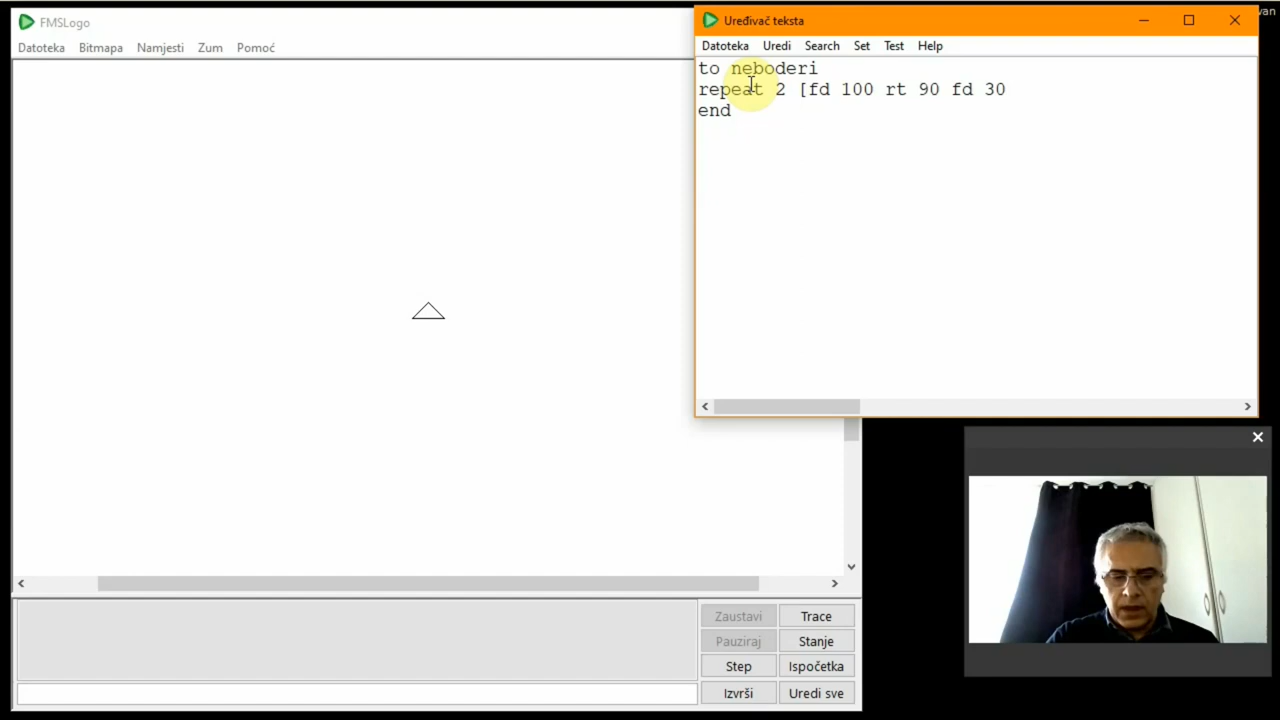 FMSLogo
Datoteka Bitmapa Namjesti Zum Pomoć
Uređivač teksta
Datoteka Uredi Search Set Test Help
to neboderi
repeat 2 [fd 100 rt 90 fd 30
end
Zaustavi Trace
Pauziraj Stanje
Step Ispočetka
Izvrši Uredi sve